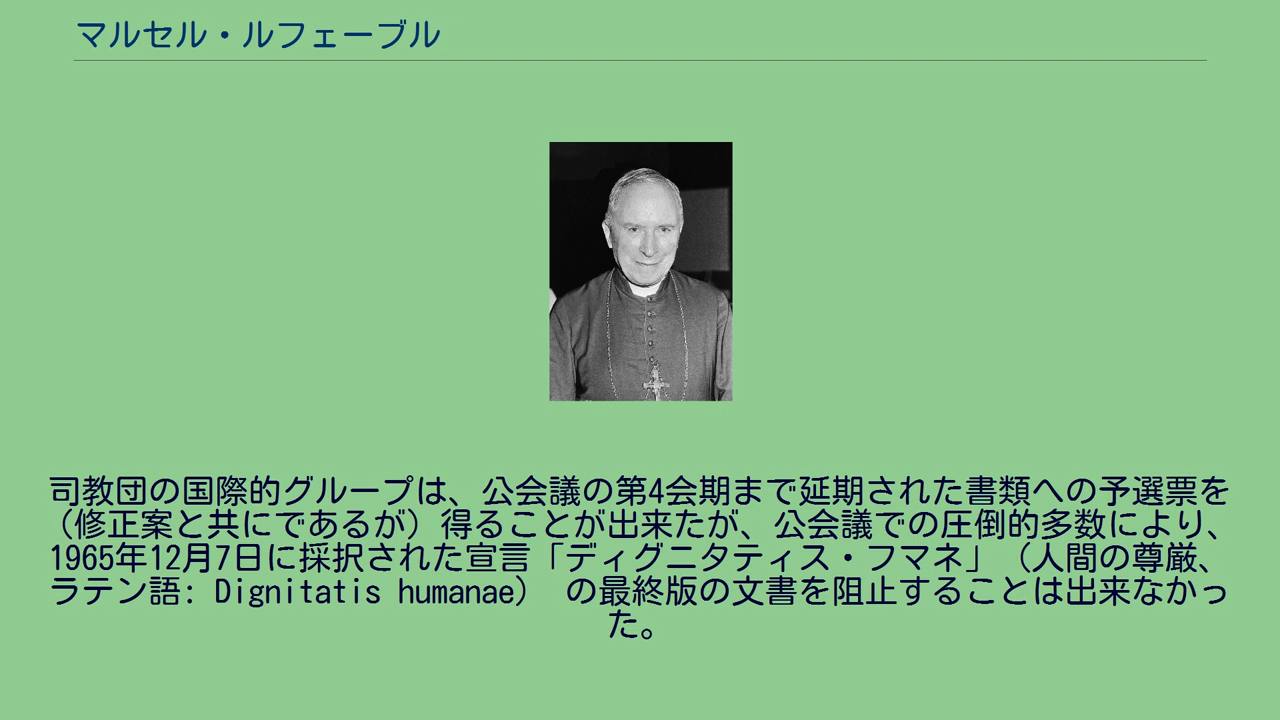 マルセル・ルフェーブル
司教団の国際的グループは、公会議の第4会期まで延期された書類への予選票を
（修正案と共にであるが）得ることが出来たが、公会議での圧倒的多数により、
1965年12月7日に採択された宣言「ディグニタティス・フマネ」（人間の尊厳、
ラテン語: Dignitatis humanae） の最終版の文書を阻止することは出来なかっ
た。